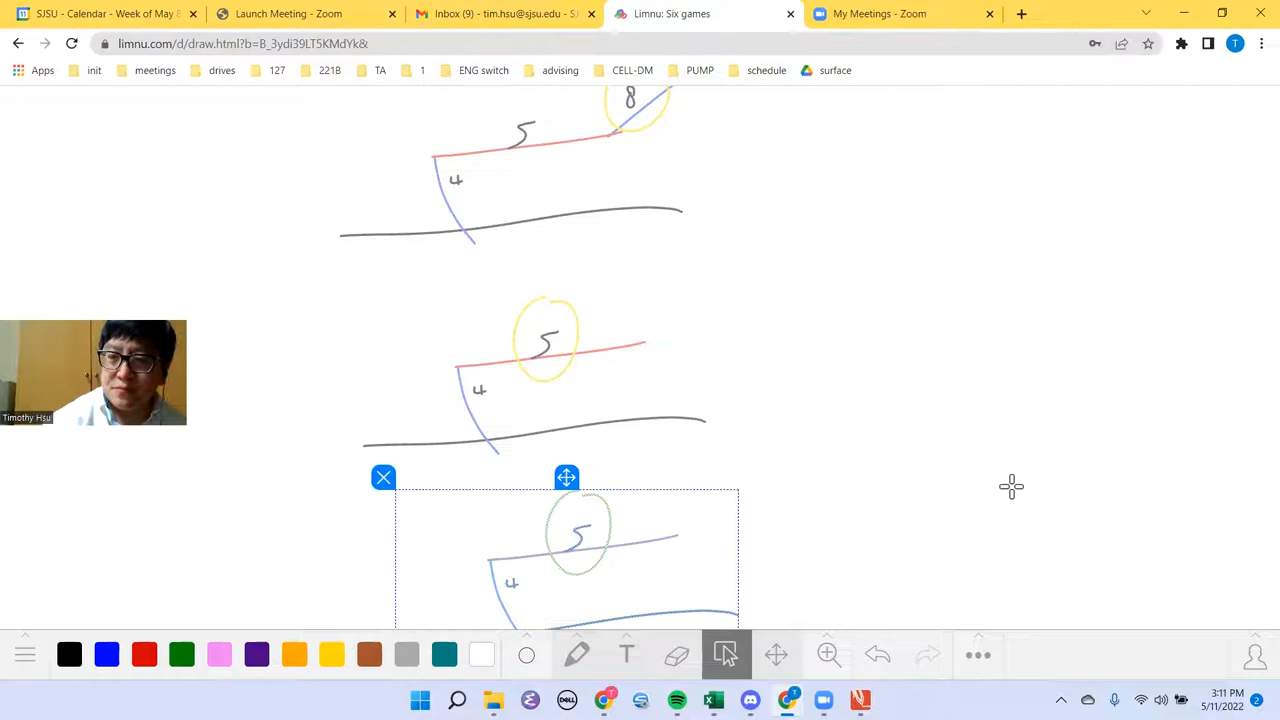 SJSU - Calendar - Week of May 8
Launch Meeting - Zoom
Inbox (9) - tim.hsu@sjsu.edu - SJ
Limnu: Six games
My Meetings - Zoom
limnu.com/d/draw.html?b=B_3ydi39LT5KMdYk&
Apps
init
meetings
drives
127
221B
TA
1
ENG switch
advising
CELL-DM
PUMP
schedule
surface
8
5
4
5
4
5
4
Timothy Hsu
T
3:11 PM
5/11/2022